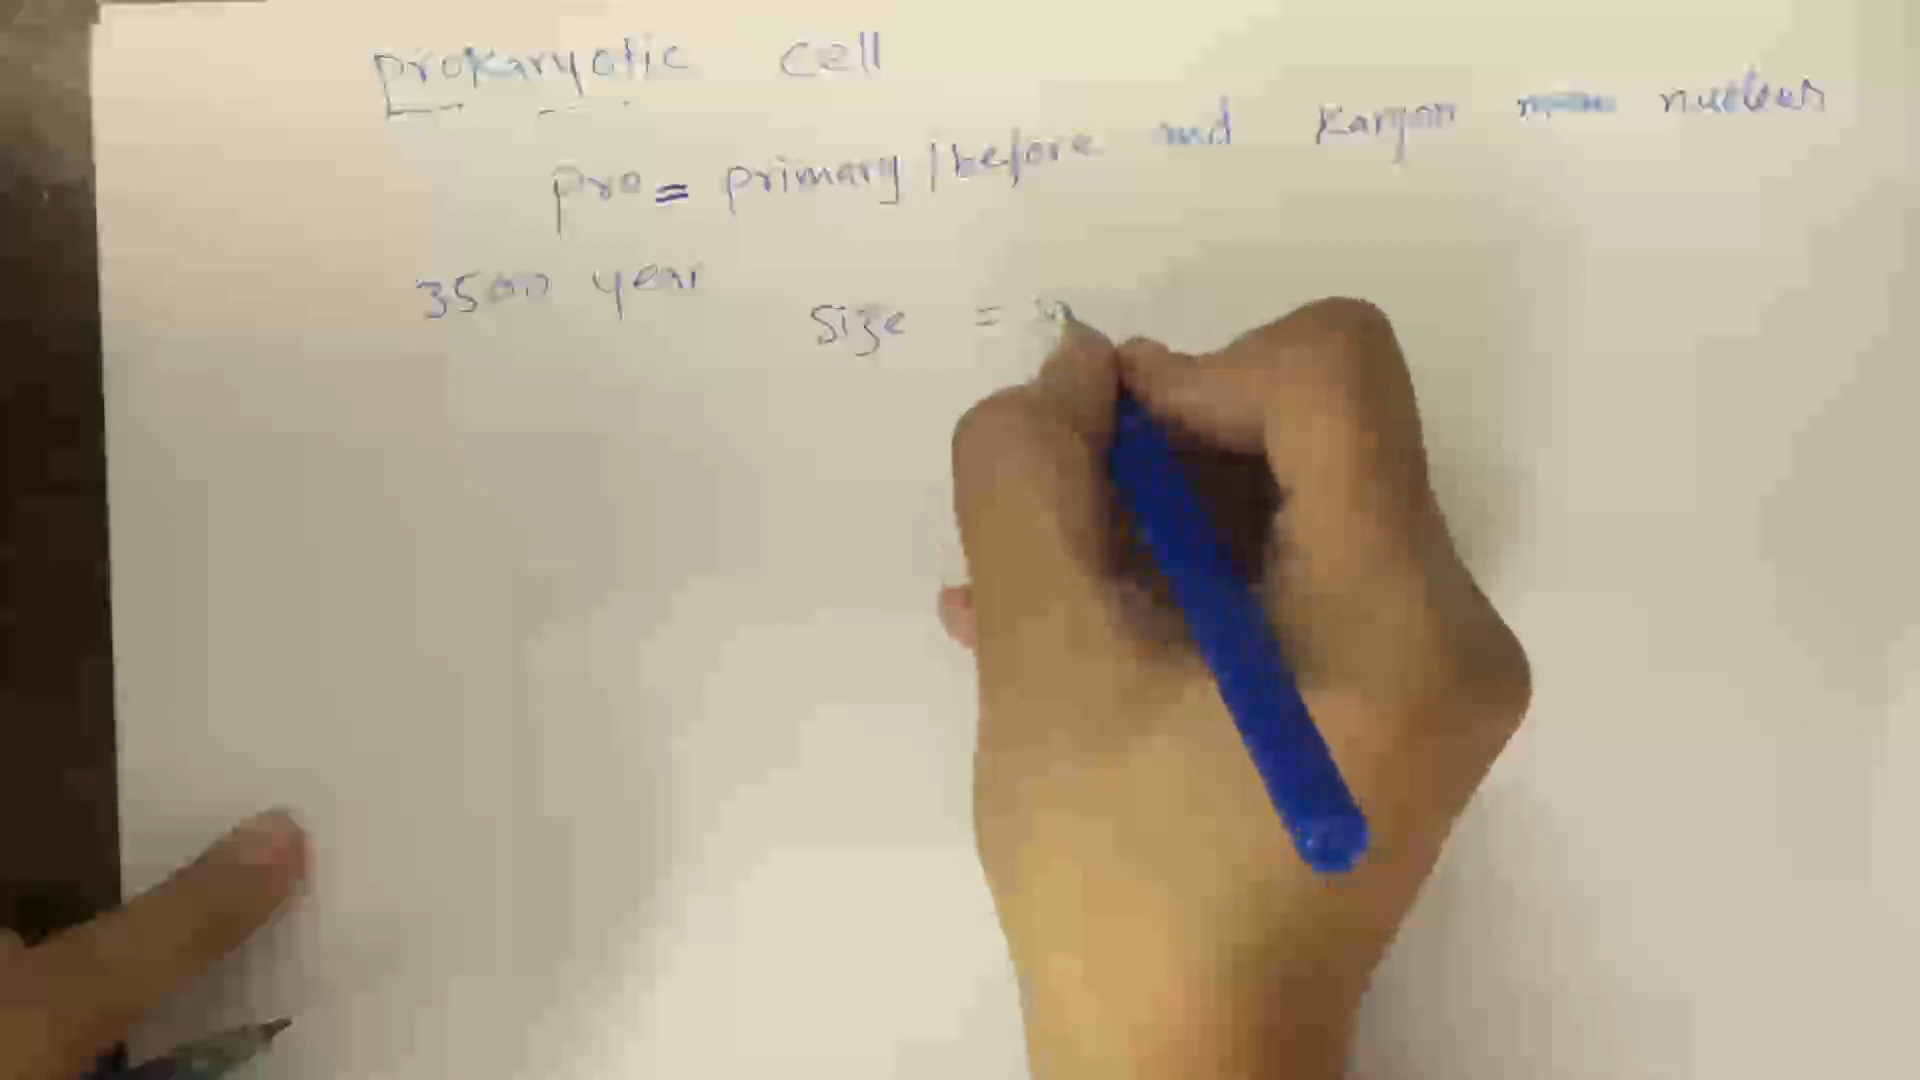 prokaryotic cell
pro = primary / before and karyon nucleus
3500 year
size =